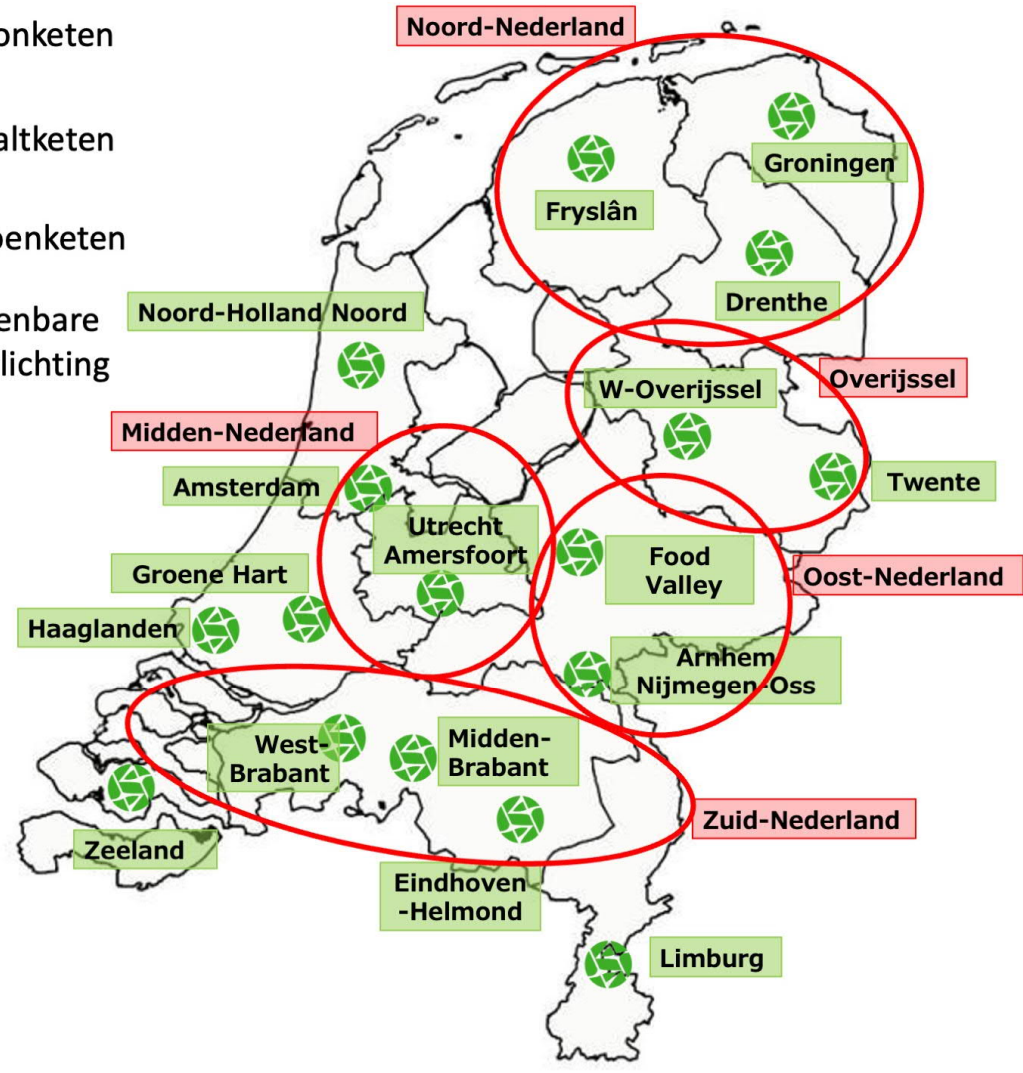 onketen
altketen
oenketen
enbare
lichting
Noord-Nederland
Groningen
Fryslân
Drenthe
Noord-Holland Noord
Overijssel
W-Overijssel
Midden-Nederland
Twente
Amsterdam
Utrecht
Amersfoort
Food
Valley
Oost-Nederland
Groene Hart
Haaglanden
Arnhem
Nijmegen-Oss
West-
Brabant
Midden-
Brabant
Zuid-Nederland
Zeeland
Eindhoven
-Helmond
Limburg